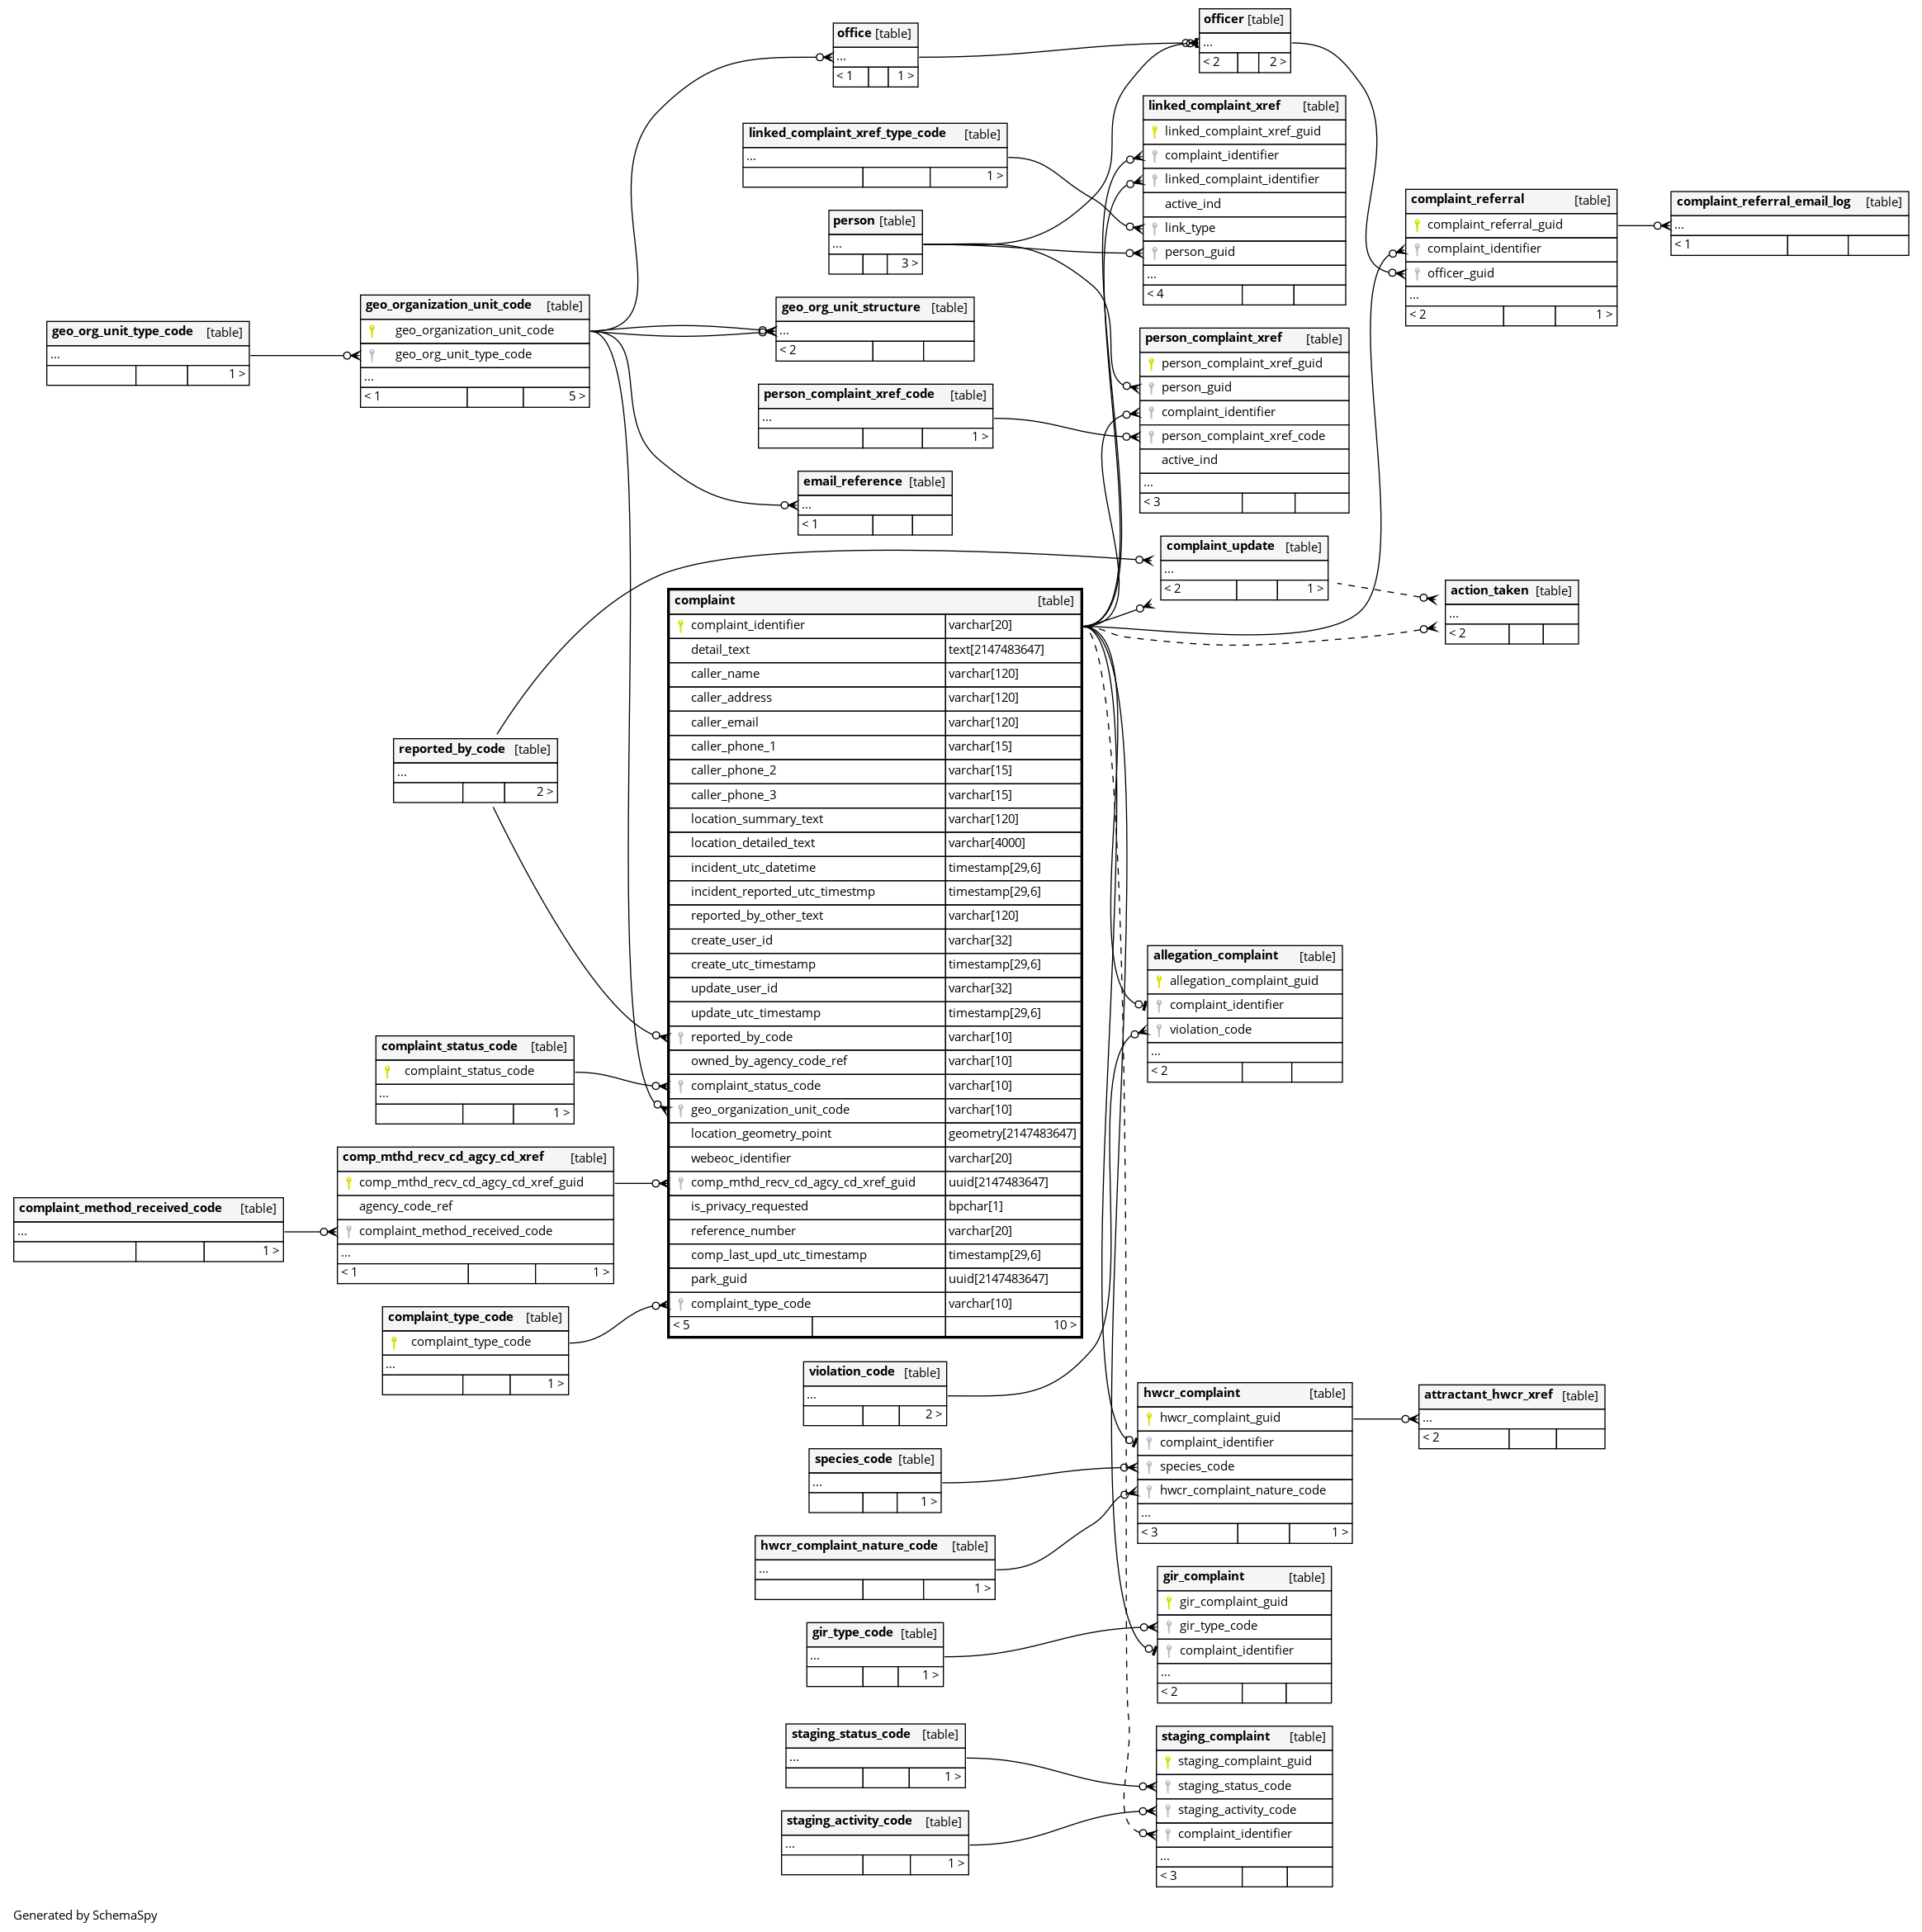 office [table]
...
< 1 1 >
officer [table]
...
< 2 2 >
linked_complaint_xref [table]
linked_complaint_xref_guid
complaint_identifier
linked_complaint_identifier
active_ind
link_type
person_guid
...
< 4
linked_complaint_xref_type_code [table]
...
1 >
person [table]
...
3 >
complaint_referral [table]
complaint_referral_guid
complaint_identifier
officer_guid
...
< 2 1 >
complaint_referral_email_log [table]
...
< 1
geo_org_unit_type_code [table]
...
1 >
geo_organization_unit_code [table]
geo_organization_unit_code
geo_org_unit_type_code
...
< 1 5 >
geo_org_unit_structure [table]
...
< 2
person_complaint_xref [table]
person_complaint_xref_guid
person_guid
complaint_identifier
person_complaint_xref_code
active_ind
...
< 3
person_complaint_xref_code [table]
...
1 >
email_reference [table]
...
< 1
complaint_update [table]
...
< 2 1 >
action_taken [table]
...
< 2
complaint [table]
complaint_identifier varchar[20]
detail_text text[2147483647]
caller_name varchar[120]
caller_address varchar[120]
caller_email varchar[120]
caller_phone_1 varchar[15]
caller_phone_2 varchar[15]
caller_phone_3 varchar[15]
location_summary_text varchar[120]
location_detailed_text varchar[4000]
incident_utc_datetime timestamp[29,6]
incident_reported_utc_timestmp timestamp[29,6]
reported_by_other_text varchar[120]
create_user_id varchar[32]
create_utc_timestamp timestamp[29,6]
update_user_id varchar[32]
update_utc_timestamp timestamp[29,6]
reported_by_code varchar[10]
owned_by_agency_code_ref varchar[10]
complaint_status_code varchar[10]
geo_organization_unit_code varchar[10]
location_geometry_point geometry[2147483647]
webeoc_identifier varchar[20]
comp_mthd_recv_cd_agcy_cd_xref_guid uuid[2147483647]
is_privacy_requested bpchar[1]
reference_number varchar[20]
comp_last_upd_utc_timestamp timestamp[29,6]
park_guid uuid[2147483647]
complaint_type_code varchar[10]
< 5 10 >
reported_by_code [table]
...
2 >
complaint_status_code [table]
complaint_status_code
...
1 >
comp_mthd_recv_cd_agcy_cd_xref [table]
comp_mthd_recv_cd_agcy_cd_xref_guid
agency_code_ref
complaint_method_received_code
...
< 1 1 >
complaint_method_received_code [table]
...
1 >
complaint_type_code [table]
complaint_type_code
...
1 >
allegation_complaint [table]
allegation_complaint_guid
complaint_identifier
violation_code
...
< 2
violation_code [table]
...
2 >
hwcr_complaint [table]
hwcr_complaint_guid
complaint_identifier
species_code
hwcr_complaint_nature_code
...
< 3 1 >
attractant_hwcr_xref [table]
...
< 2
species_code [table]
...
1 >
hwcr_complaint_nature_code [table]
...
1 >
gir_complaint [table]
gir_complaint_guid
gir_type_code
complaint_identifier
...
< 2
gir_type_code [table]
...
1 >
staging_status_code [table]
...
1 >
staging_complaint [table]
staging_complaint_guid
staging_status_code
staging_activity_code
complaint_identifier
...
< 3
staging_activity_code [table]
...
1 >
Generated by SchemaSpy